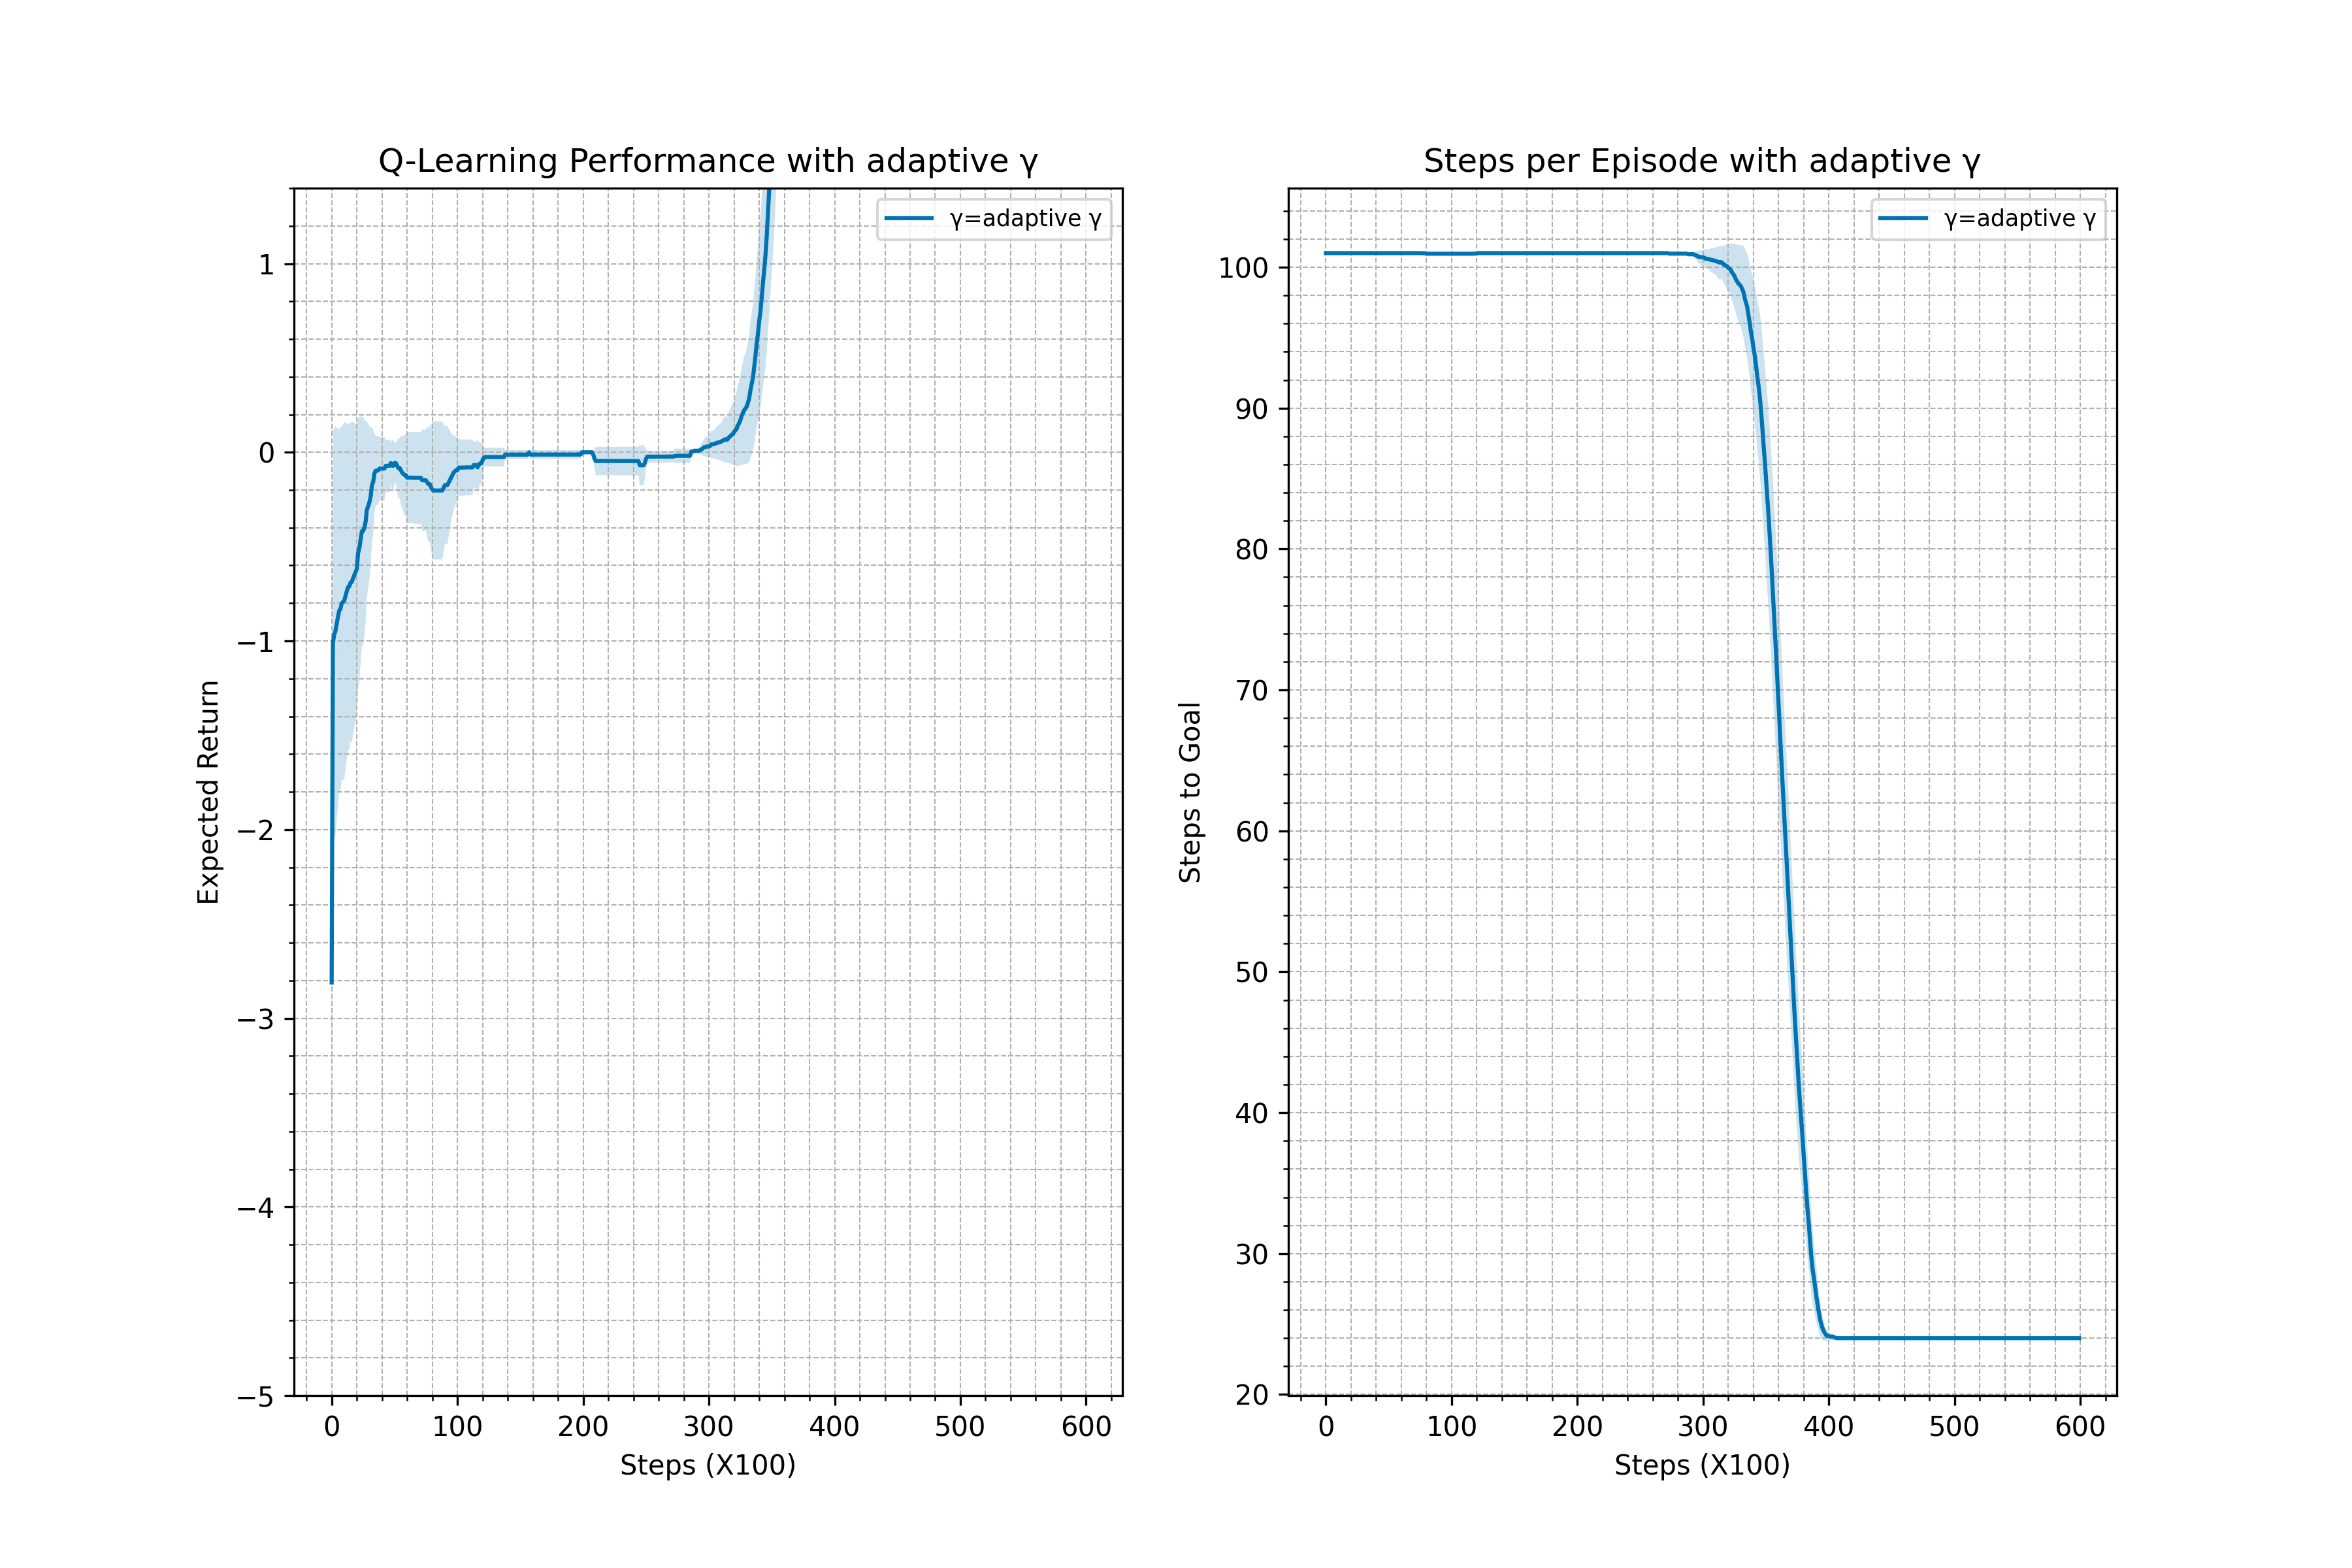 Q-Learning Performance with adaptive γ
γ=adaptive γ
1
0
−1
−2
−3
−4
−5
Expected Return
0 100 200 300 400 500 600
Steps (X100)
Steps per Episode with adaptive γ
γ=adaptive γ
100
90
80
70
60
50
40
30
20
Steps to Goal
0 100 200 300 400 500 600
Steps (X100)